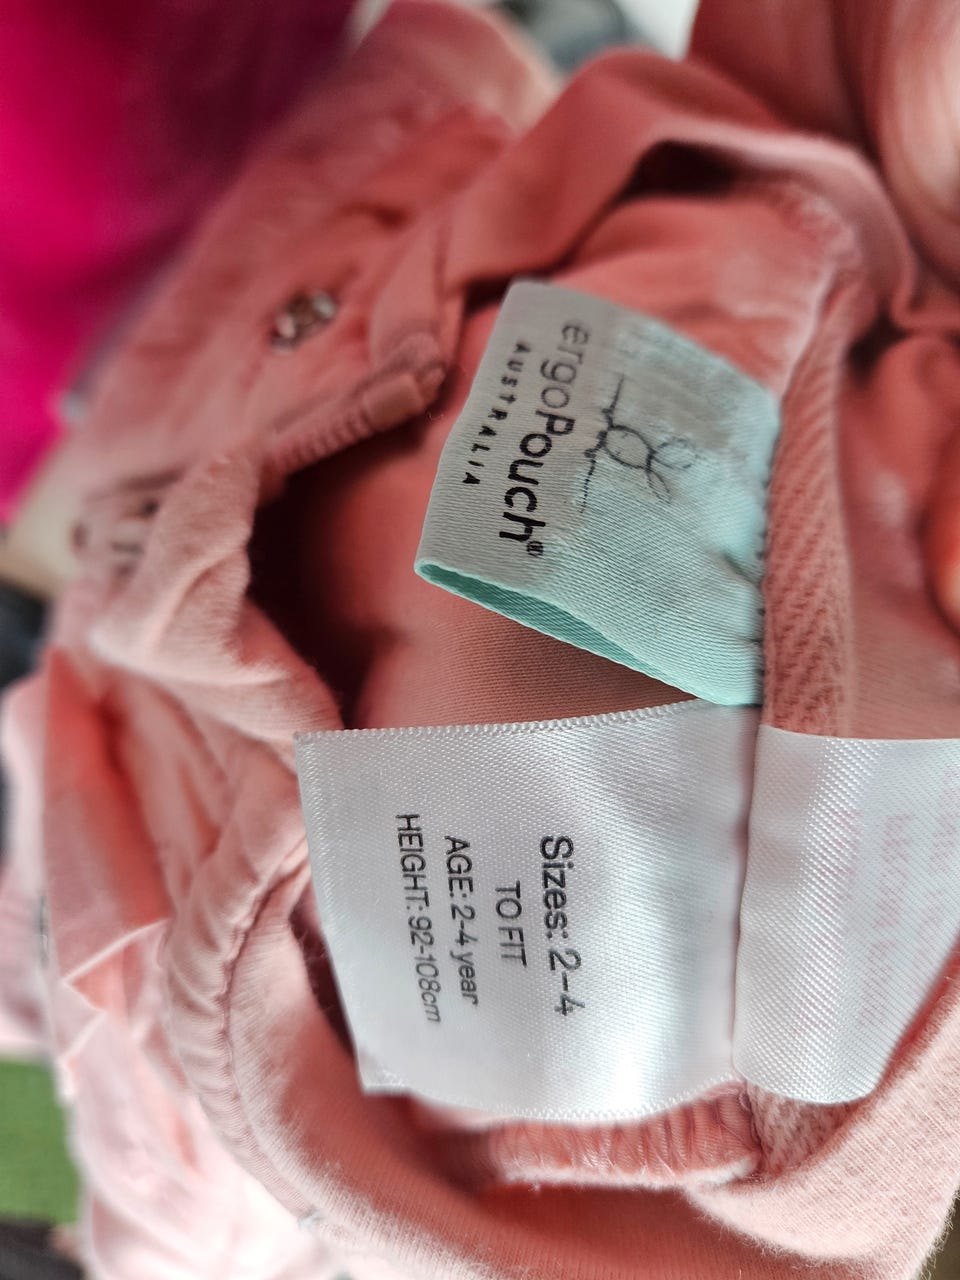 ergoPouch®
AUSTRALIA
Sizes: 2-4
TO FIT
AGE: 2-4 year
HEIGHT: 92-108cm